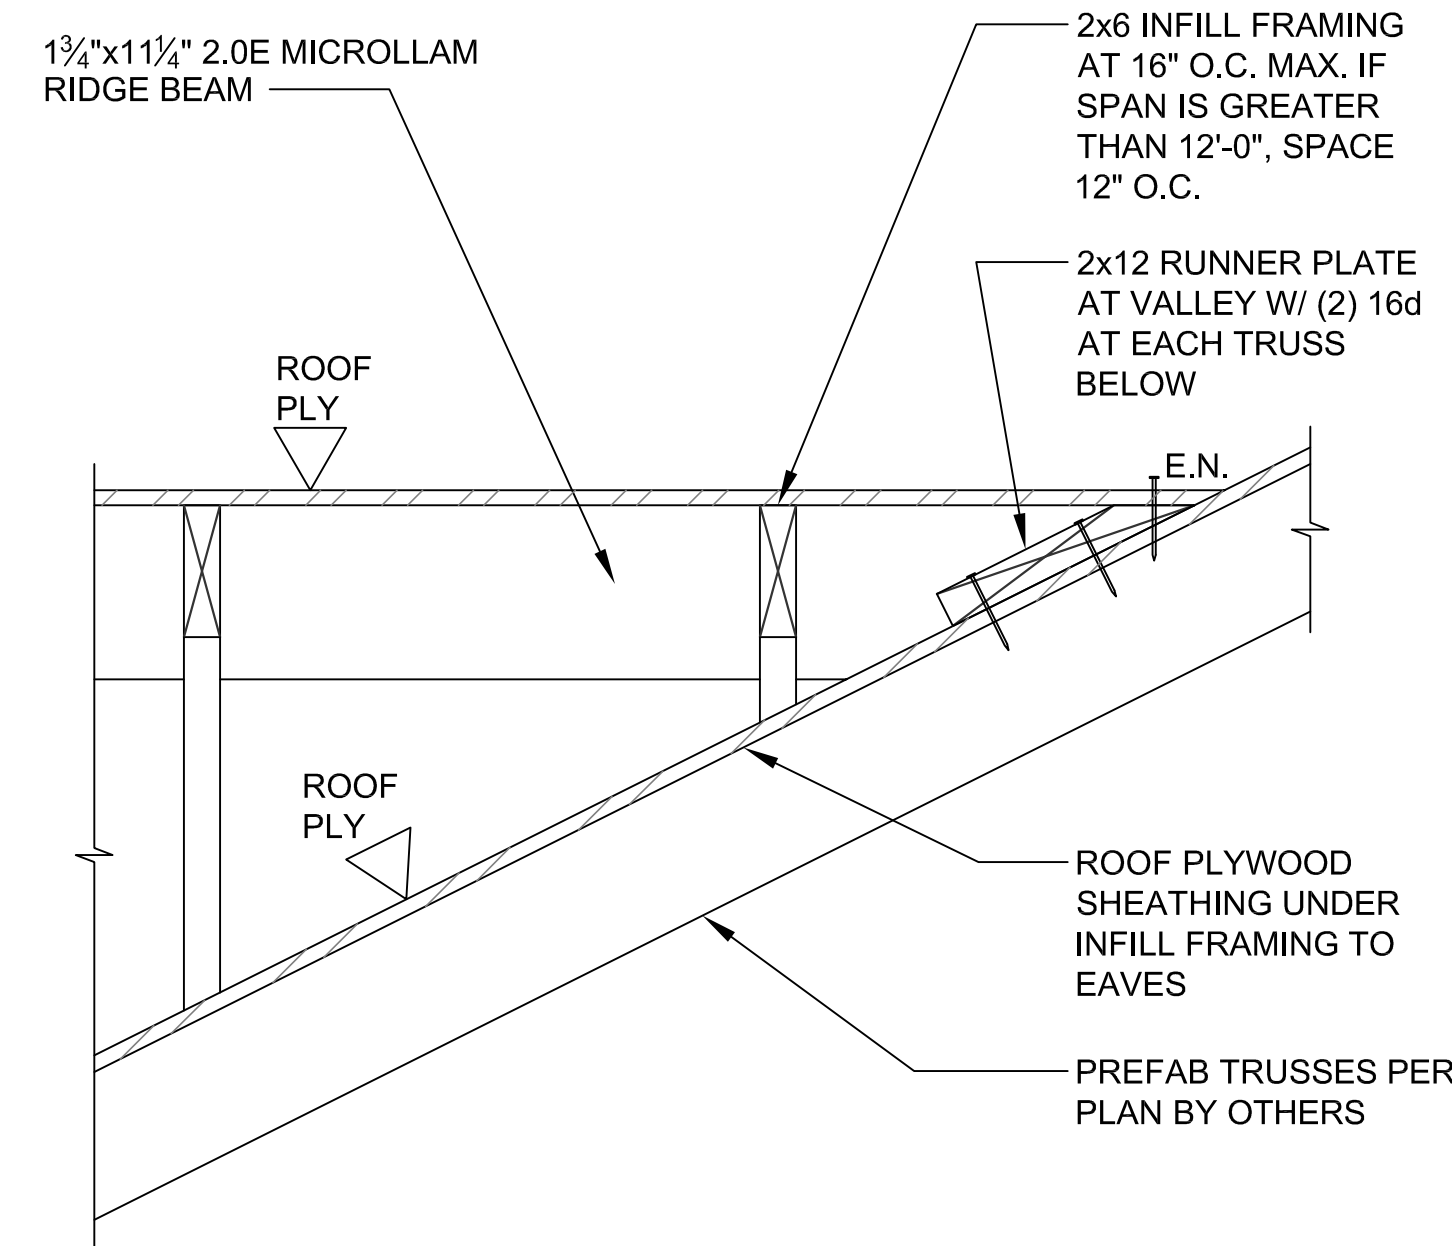 1¾"x11¼" 2.0E MICROLLAM
RIDGE BEAM
2x6 INFILL FRAMING
AT 16" O.C. MAX. IF
SPAN IS GREATER
THAN 12'-0", SPACE
12" O.C.
2x12 RUNNER PLATE
AT VALLEY W/ (2) 16d
AT EACH TRUSS
BELOW
ROOF
PLY
E.N.
ROOF
PLY
ROOF PLYWOOD
SHEATHING UNDER
INFILL FRAMING TO
EAVES
PREFAB TRUSSES PER
PLAN BY OTHERS